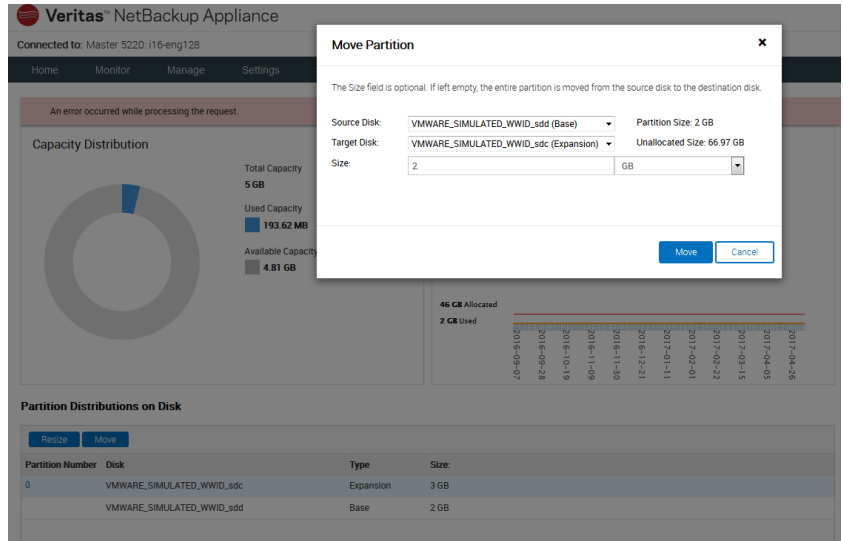 Veritas™ NetBackup Appliance
Connected to: Master 5220: i16-eng128
Home Monitor Manage Settings
An error occurred while processing the request.
Move Partition ×
The Size field is optional. If left empty, the entire partition is moved from the source disk to the destination disk.
Source Disk: VMWARE_SIMULATED_WWID_sdd (Base) Partition Size: 2 GB
Target Disk: VMWARE_SIMULATED_WWID_sdc (Expansion) Unallocated Size: 66.97 GB
Size: 2 GB
Move Cancel
Capacity Distribution
Total Capacity
5 GB
Used Capacity
193.62 MB
Available Capacity
4.81 GB
46 GB Allocated
2 GB Used
2016-09-07
2016-09-28
2016-10-19
2016-11-09
2016-11-30
2016-12-21
2017-01-11
2017-02-01
2017-02-22
2017-03-15
2017-04-05
2017-04-26
Partition Distributions on Disk
Resize Move
Partition Number Disk Type Size:
0 VMWARE_SIMULATED_WWID_sdc Expansion 3 GB
VMWARE_SIMULATED_WWID_sdd Base 2 GB